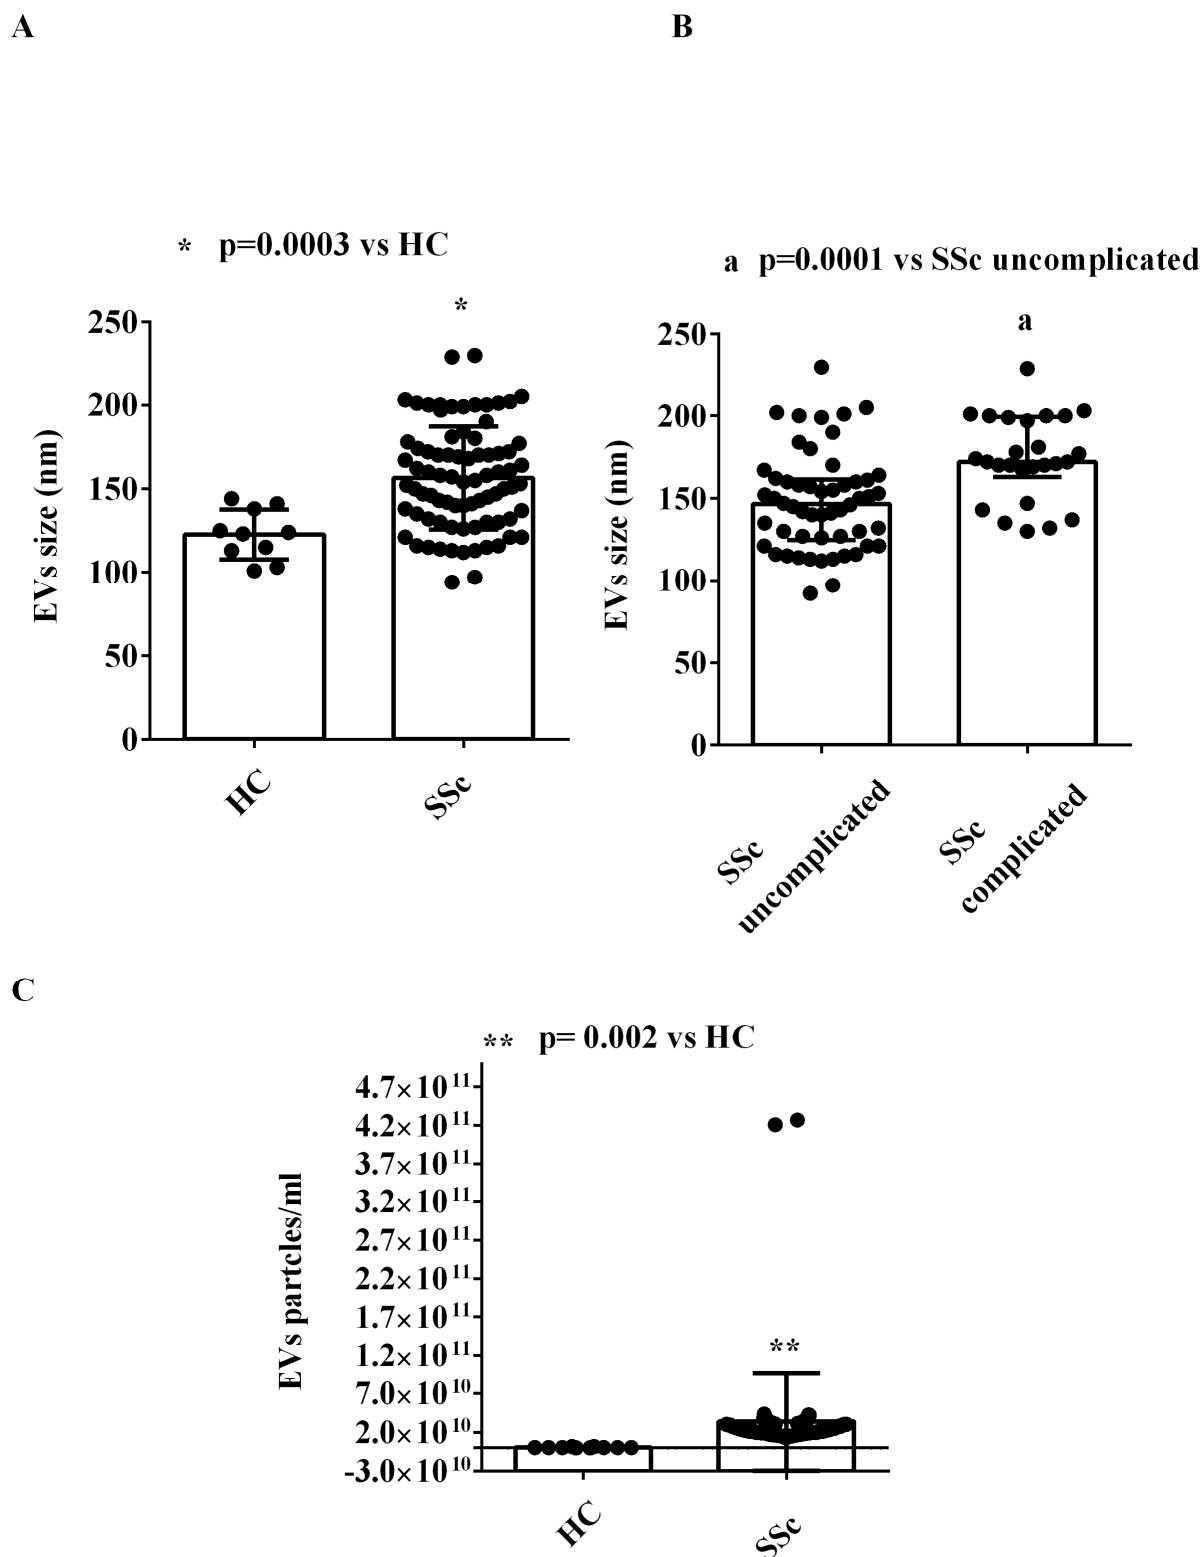 A
B
* p=0.0003 vs HC
a p=0.0001 vs SSc uncomplicated
*
a
250
200
150
100
50
0
EVs size (nm)
HC
SSc
250
200
150
100
50
0
EVs size (nm)
SSc
uncomplicated
SSc
complicated
C
** p= 0.002 vs HC
4.7×10¹¹
4.2×10¹¹
3.7×10¹¹
3.2×10¹¹
2.7×10¹¹
2.2×10¹¹
1.7×10¹¹
1.2×10¹¹
7.0×10¹⁰
2.0×10¹⁰
-3.0×10¹⁰
EVs partcles/ml
**
HC
SSc